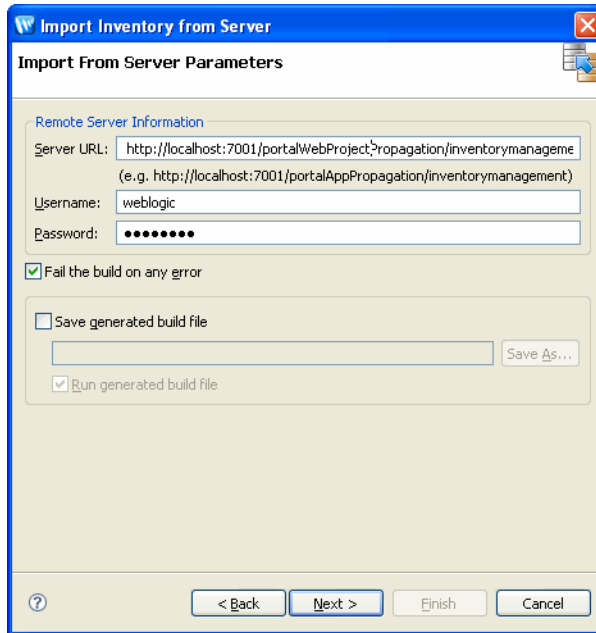 Import Inventory from Server
Import From Server Parameters
Remote Server Information
Server URL: http://localhost:7001/portalWebProjectPropagation/inventorymanageme
(e.g. http://localhost:7001/portalAppPropagation/inventorymanagement)
Username: weblogic
Password: ●●●●●●●●
Fail the build on any error
Save generated build file
Save As...
Run generated build file
? < Back Next > Finish Cancel